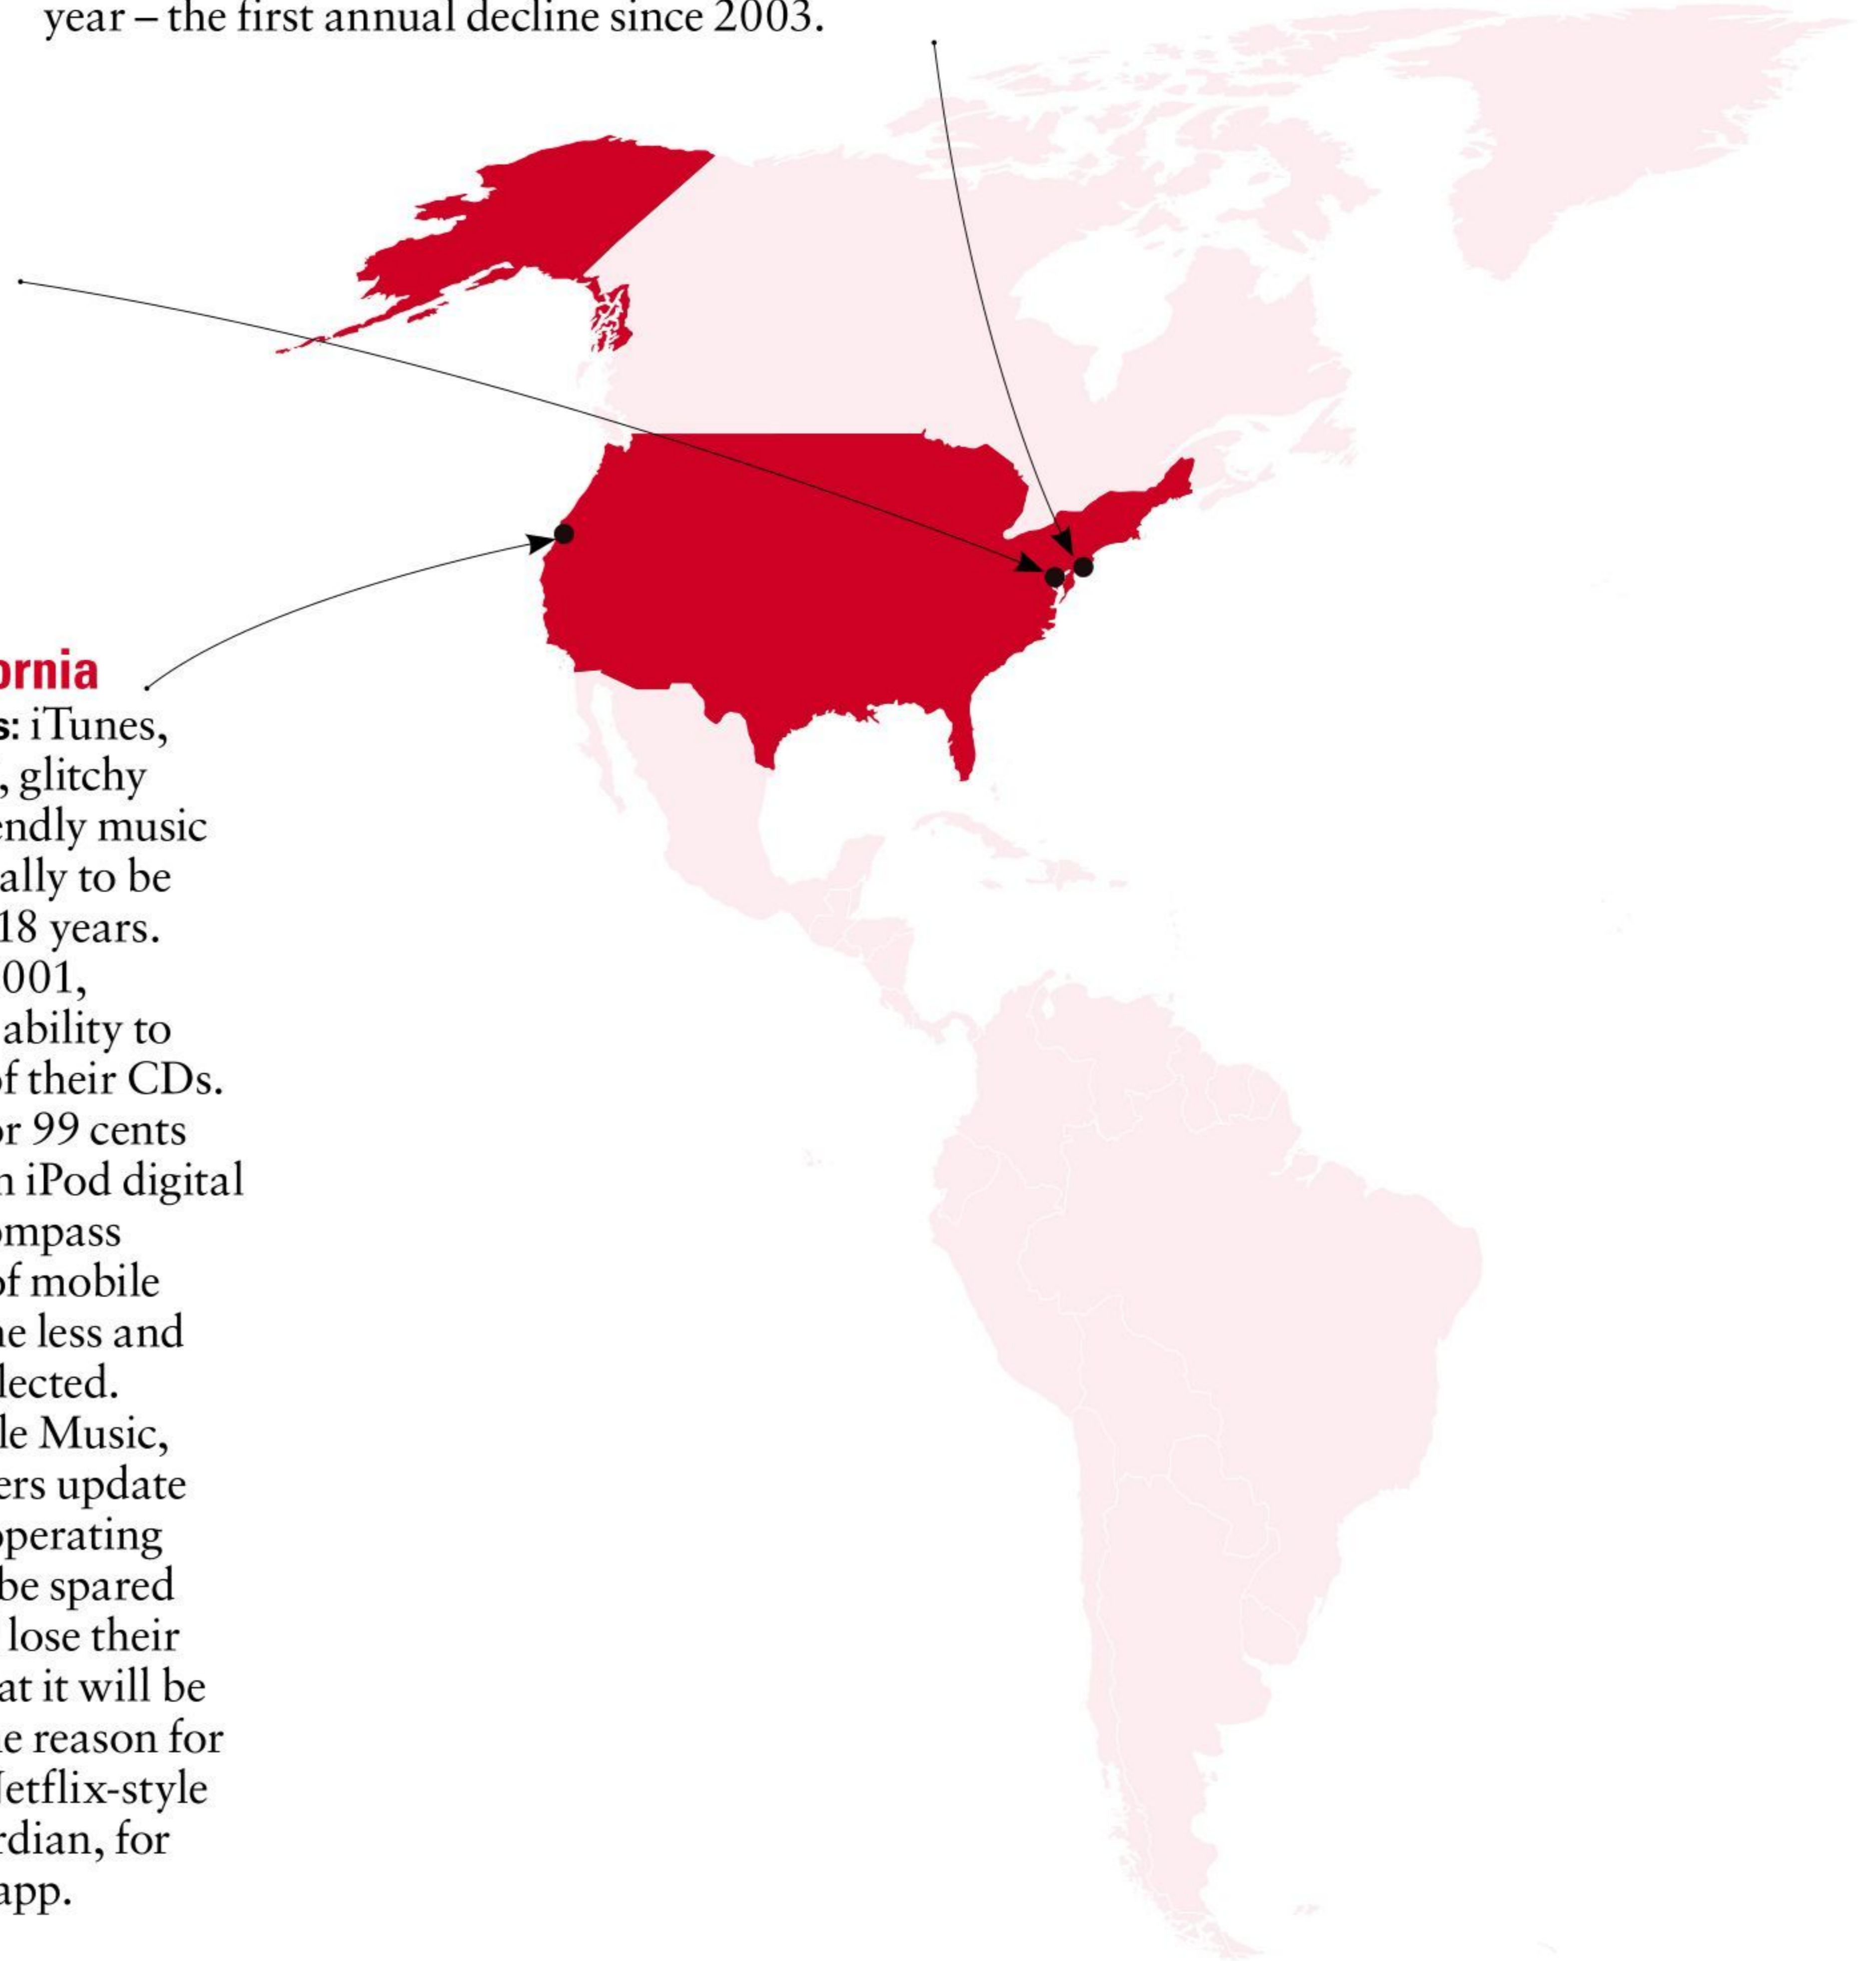 year – the first annual decline since 2003.
ornia
s: iTunes,
, glitchy
endly music
ally to be
18 years.
001,
ability to
of their CDs.
or 99 cents
n iPod digital
ompass
of mobile
ne less and
lected.
le Music,
ers update
operating
be spared
lose their
at it will be
e reason for
Netflix-style
rdian, for
app.